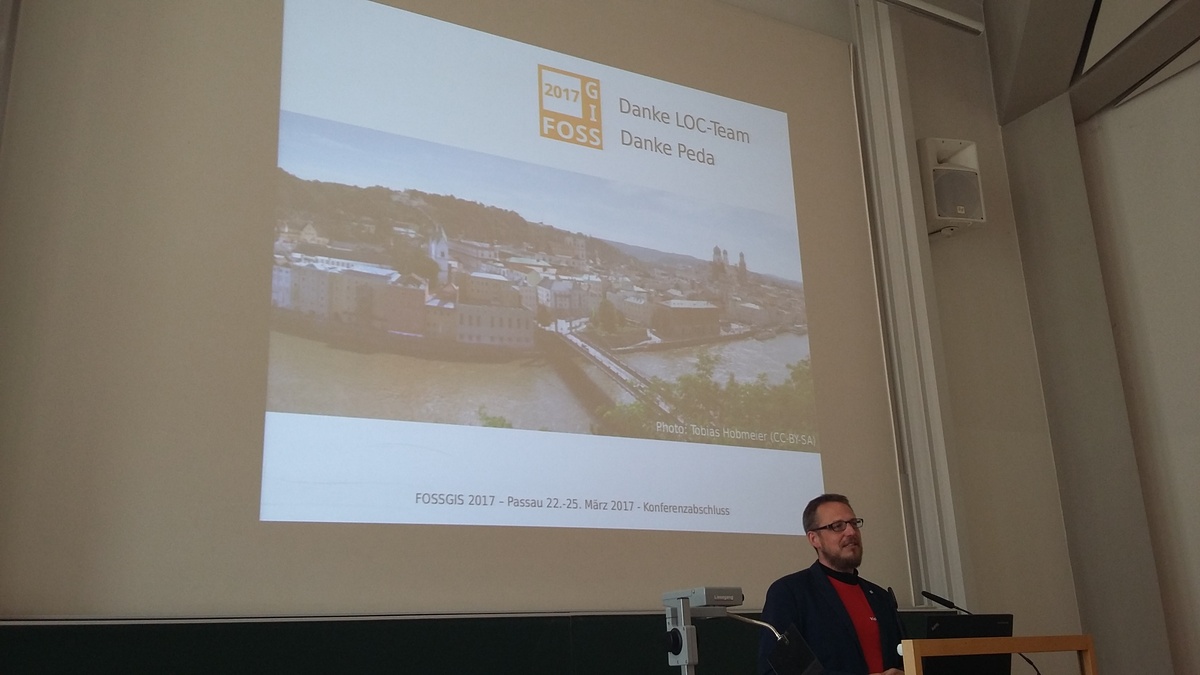 2017
G
I
FOSS
Danke LOC-Team
Danke Peda
Photo: Tobias Hobmeier (CC-BY-SA)
FOSSGIS 2017 – Passau 22.-25. März 2017 - Konferenzabschluss